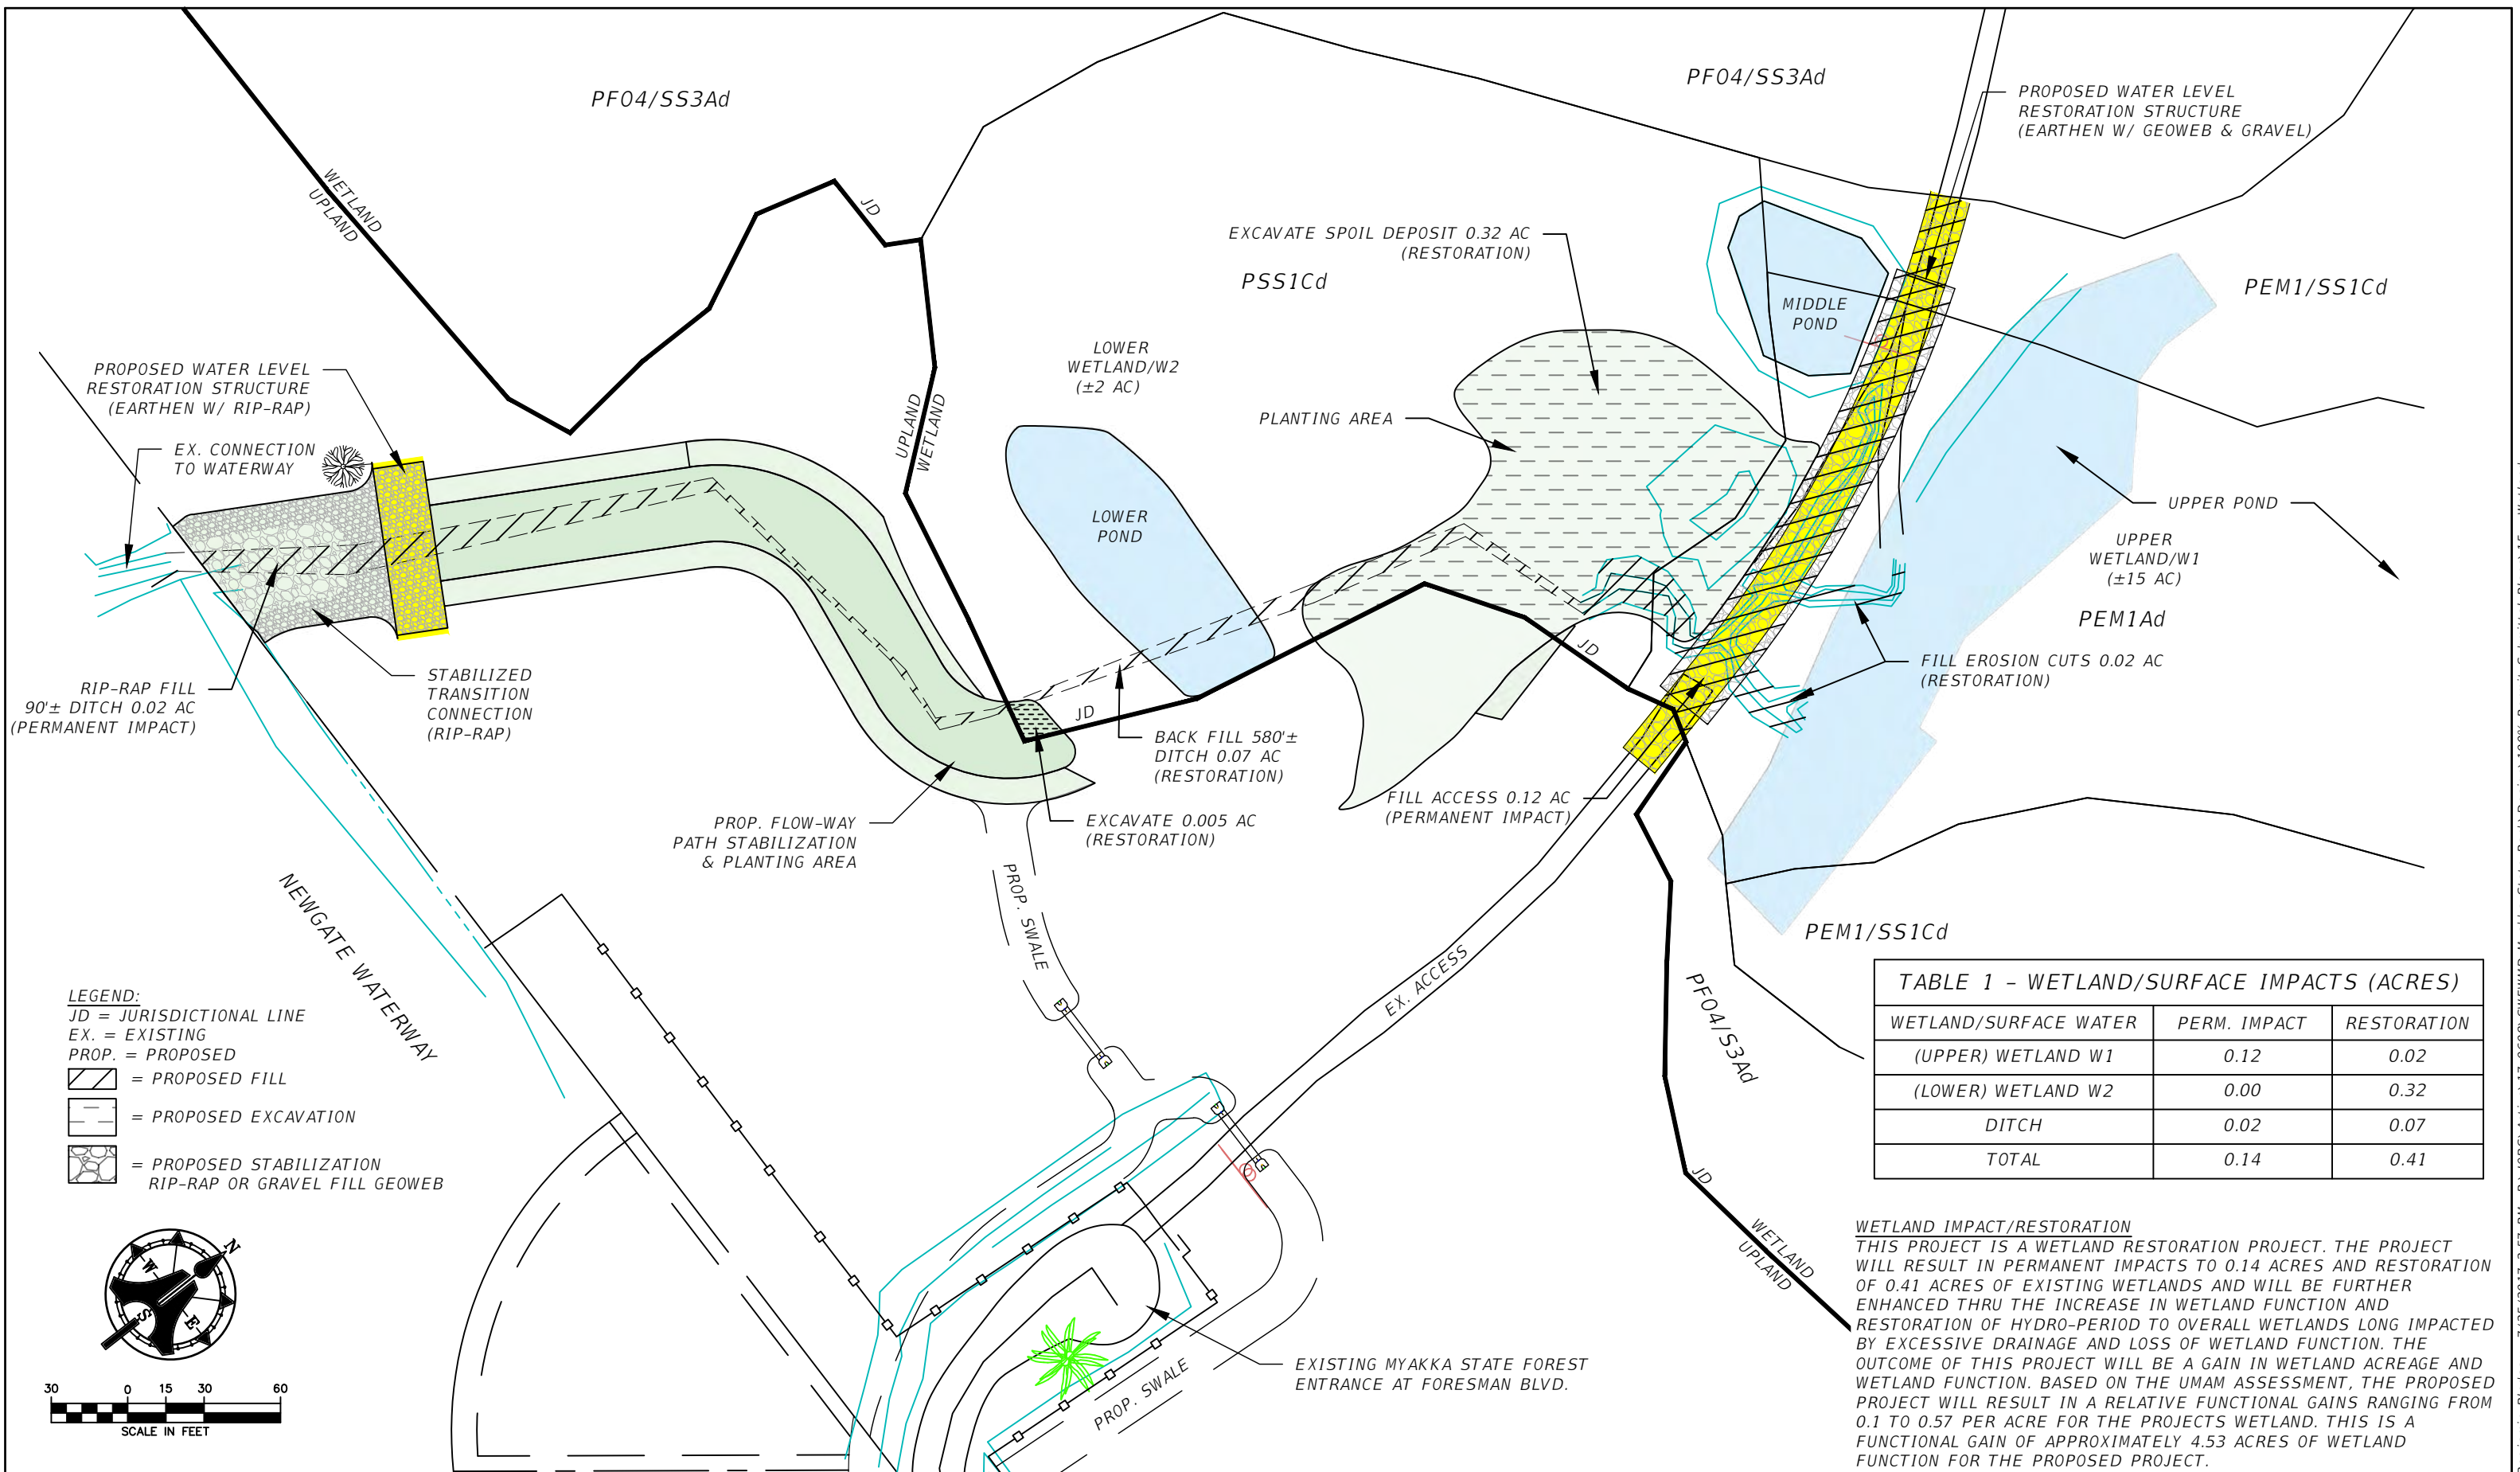 PF04/SS3Ad
PF04/SS3Ad
PROPOSED WATER LEVEL
RESTORATION STRUCTURE
(EARTHEN W/ GEOWEB & GRAVEL)
WETLAND
UPLAND
JD
EXCAVATE SPOIL DEPOSIT 0.32 AC
(RESTORATION)
PSS1Cd
PEM1/SS1Cd
MIDDLE
POND
LOWER
WETLAND/W2
(±2 AC)
PROPOSED WATER LEVEL
RESTORATION STRUCTURE
(EARTHEN W/ RIP-RAP)
UPLAND
WETLAND
PLANTING AREA
EX. CONNECTION
TO WATERWAY
LOWER
POND
UPPER POND
UPPER
WETLAND/W1
(±15 AC)
PEM1Ad
JD
FILL EROSION CUTS 0.02 AC
(RESTORATION)
RIP-RAP FILL
90'± DITCH 0.02 AC
(PERMANENT IMPACT)
STABILIZED
TRANSITION
CONNECTION
(RIP-RAP)
JD
BACK FILL 580'±
DITCH 0.07 AC
(RESTORATION)
FILL ACCESS 0.12 AC
(PERMANENT IMPACT)
PROP. FLOW-WAY
PATH STABILIZATION
& PLANTING AREA
EXCAVATE 0.005 AC
(RESTORATION)
PROP. SWALE
NEWGATE WATERWAY
EX. ACCESS
PEM1/SS1Cd
PF04/S3Ad
JD
WETLAND
UPLAND
LEGEND:
JD = JURISDICTIONAL LINE
EX. = EXISTING
PROP. = PROPOSED
= PROPOSED FILL
= PROPOSED EXCAVATION
= PROPOSED STABILIZATION
RIP-RAP OR GRAVEL FILL GEOWEB
N
W
S
E
30 0 15 30 60
SCALE IN FEET
EXISTING MYAKKA STATE FOREST
ENTRANCE AT FORESMAN BLVD.
PROP. SWALE
TABLE 1 - WETLAND/SURFACE IMPACTS (ACRES)
WETLAND/SURFACE WATER PERM. IMPACT RESTORATION
(UPPER) WETLAND W1 0.12 0.02
(LOWER) WETLAND W2 0.00 0.32
DITCH 0.02 0.07
TOTAL 0.14 0.41
WETLAND IMPACT/RESTORATION
THIS PROJECT IS A WETLAND RESTORATION PROJECT. THE PROJECT
WILL RESULT IN PERMANENT IMPACTS TO 0.14 ACRES AND RESTORATION
OF 0.41 ACRES OF EXISTING WETLANDS AND WILL BE FURTHER
ENHANCED THRU THE INCREASE IN WETLAND FUNCTION AND
RESTORATION OF HYDRO-PERIOD TO OVERALL WETLANDS LONG IMPACTED
BY EXCESSIVE DRAINAGE AND LOSS OF WETLAND FUNCTION. THE
OUTCOME OF THIS PROJECT WILL BE A GAIN IN WETLAND ACREAGE AND
WETLAND FUNCTION. BASED ON THE UMAM ASSESSMENT, THE PROPOSED
PROJECT WILL RESULT IN A RELATIVE FUNCTIONAL GAINS RANGING FROM
0.1 TO 0.57 PER ACRE FOR THE PROJECTS WETLAND. THIS IS A
FUNCTIONAL GAIN OF APPROXIMATELY 4.53 ACRES OF WETLAND
FUNCTION FOR THE PROPOSED PROJECT.